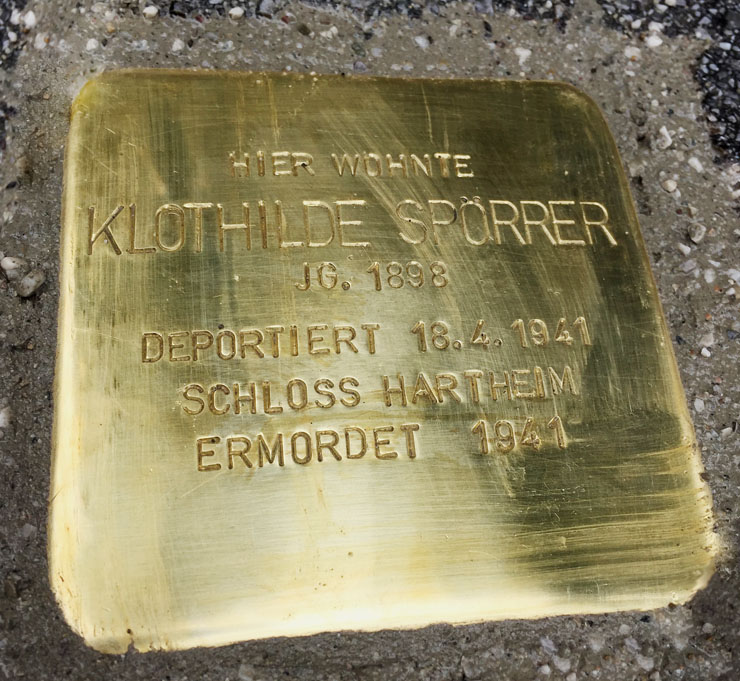 HIER WOHNTE
KLOTHILDE SPÖRRER
JG. 1898
DEPORTIERT 18.4.1941
SCHLOSS HARTHEIM
ERMORDET 1941